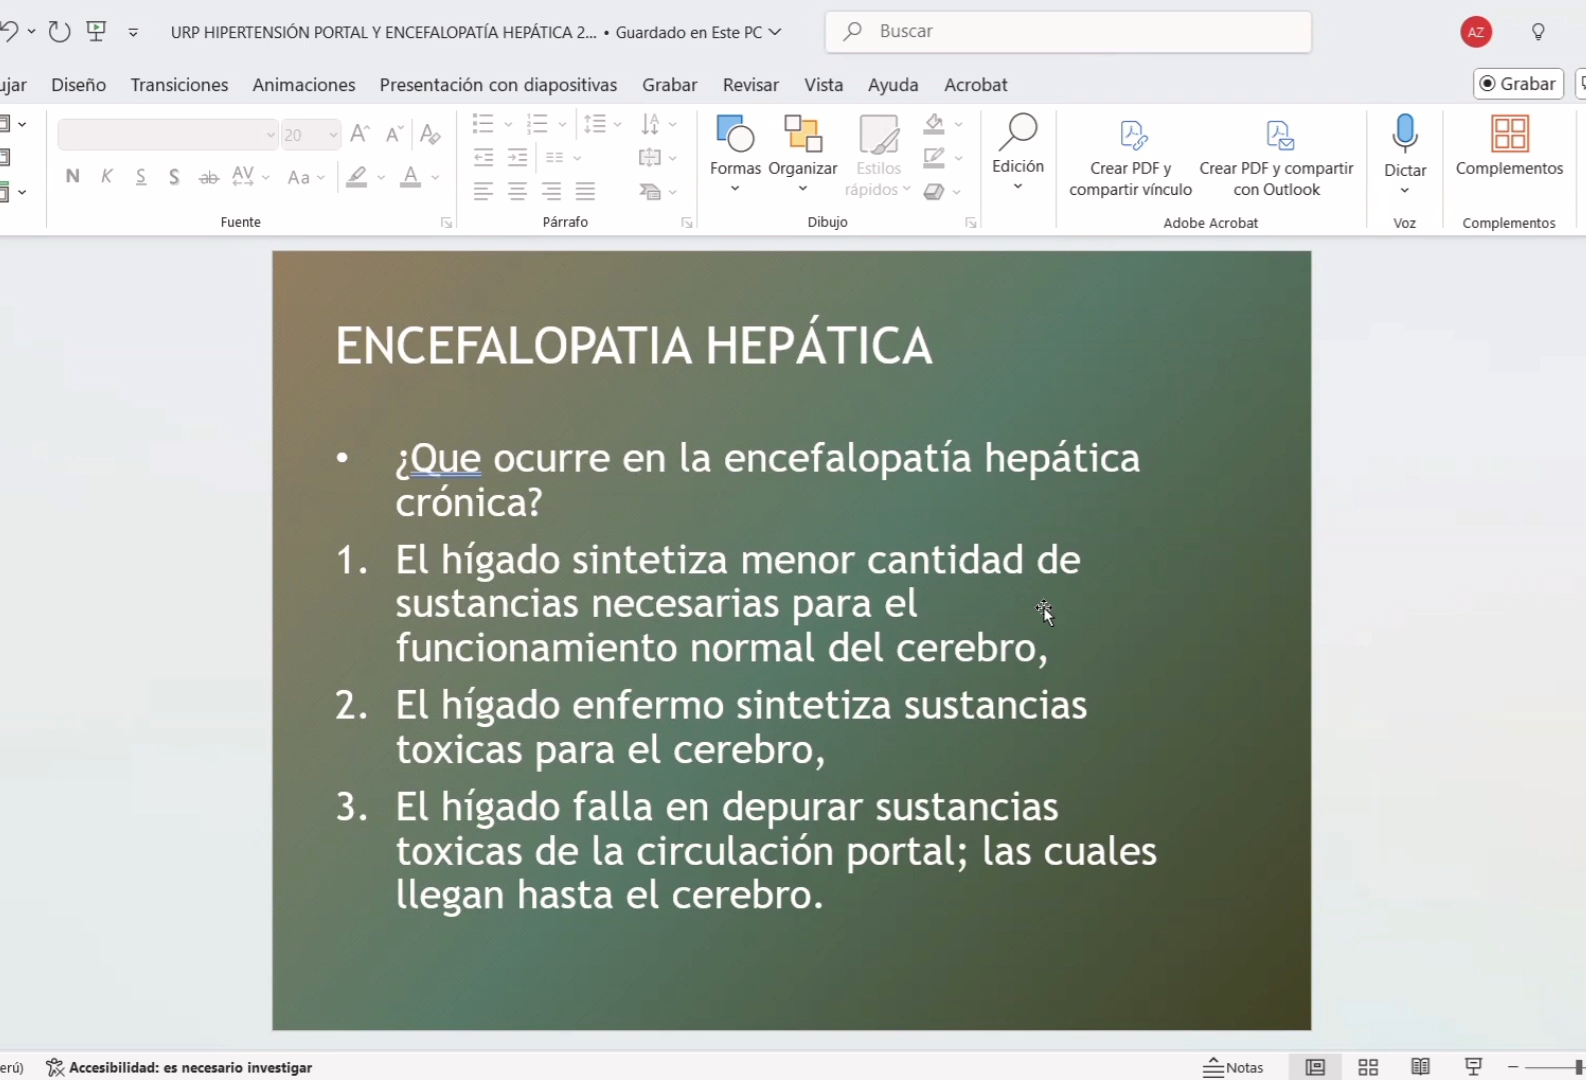 URP HIPERTENSIÓN PORTAL Y ENCEFALOPATÍA HEPÁTICA 2... • Guardado en Este PC
Buscar
AZ
ujar Diseño Transiciones Animaciones Presentación con diapositivas Grabar Revisar Vista Ayuda Acrobat
Grabar
20
N K S S ab AV Aa A
Formas Organizar Estilos rápidos
Edición
Crear PDF y compartir vínculo
Crear PDF y compartir con Outlook
Dictar
Complementos
Fuente Párrafo Dibujo Adobe Acrobat Voz Complementos
ENCEFALOPATIA HEPÁTICA
• ¿Que ocurre en la encefalopatía hepática
crónica?
1. El hígado sintetiza menor cantidad de
sustancias necesarias para el
funcionamiento normal del cerebro,
2. El hígado enfermo sintetiza sustancias
toxicas para el cerebro,
3. El hígado falla en depurar sustancias
toxicas de la circulación portal; las cuales
llegan hasta el cerebro.
erú) Accesibilidad: es necesario investigar
Notas